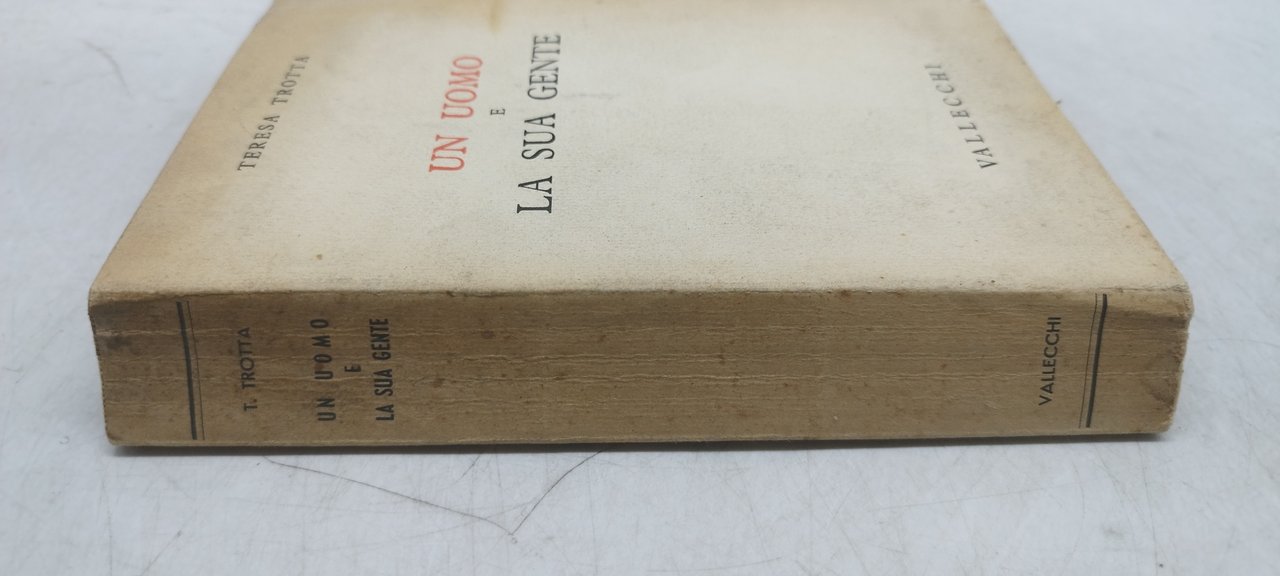 TERESA TROTTA
UN UOMO
E
LA SUA GENTE
VALLECCHI
T. TROTTA
UN UOMO
E
LA SUA GENTE
VALLECCHI